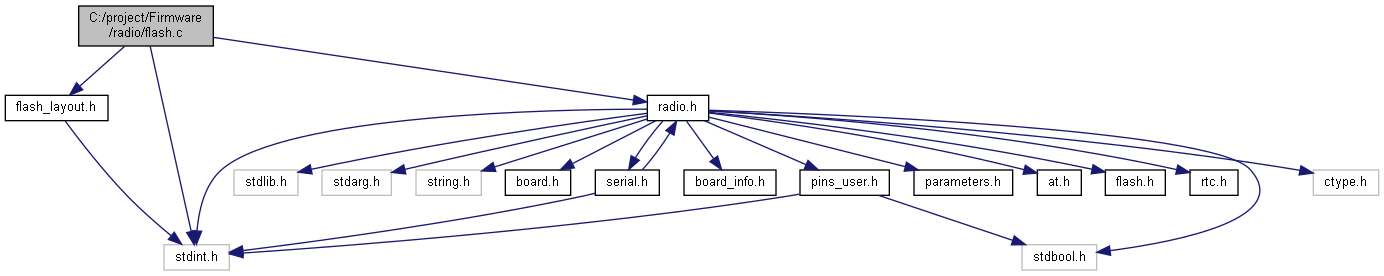 C:/project/Firmware
/radio/flash.c
flash_layout.h
radio.h
stdlib.h
stdarg.h
string.h
board.h
serial.h
board_info.h
pins_user.h
parameters.h
at.h
flash.h
rtc.h
ctype.h
stdint.h
stdbool.h